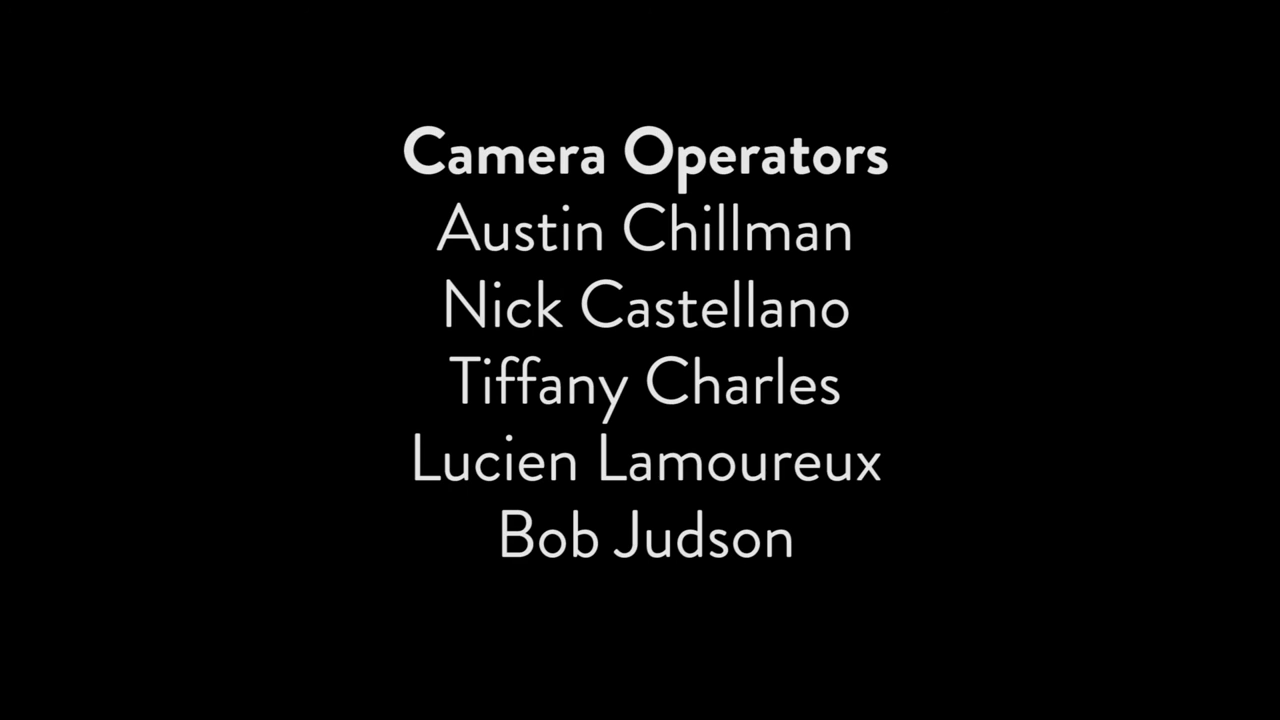 Camera Operators
Austin Chillman
Nick Castellano
Tiffany Charles
Lucien Lamoureux
Bob Judson